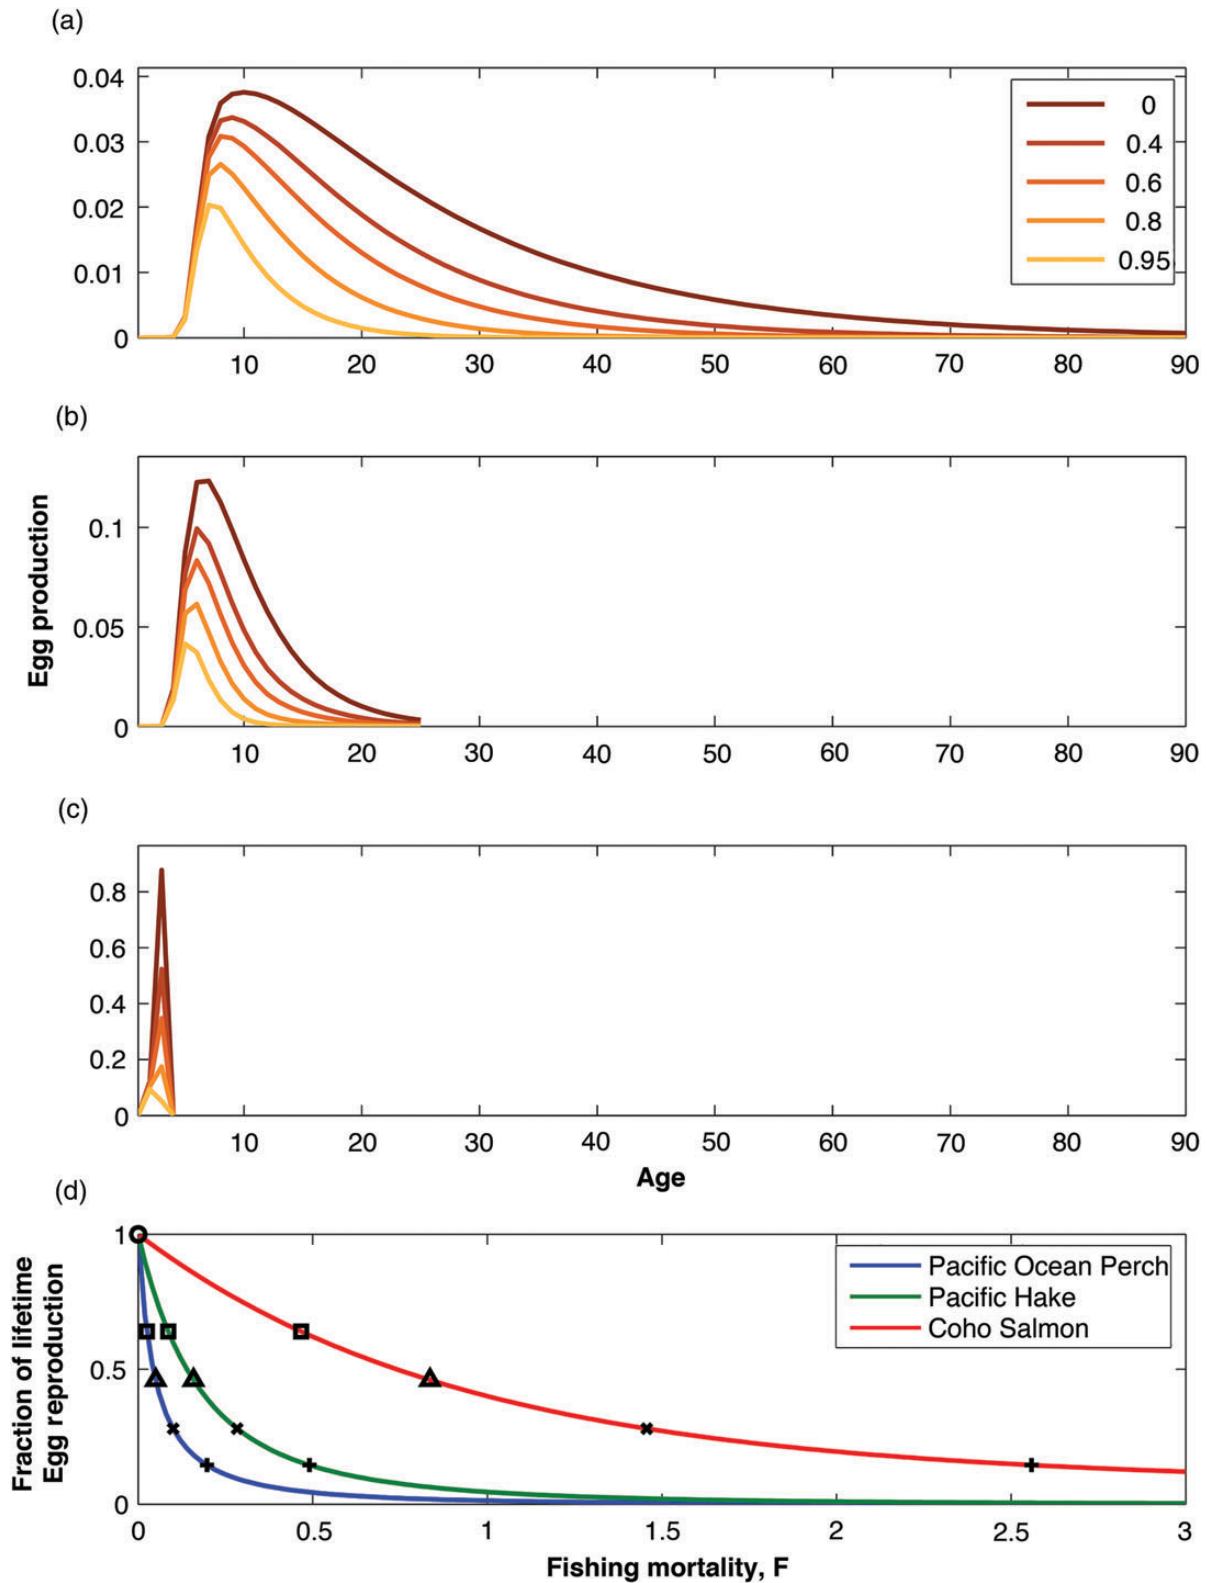 (a)
0.04
0.03
0.02
0.01
0
10 20 30 40 50 60 70 80 90
0
0.4
0.6
0.8
0.95
(b)
Egg production
0.1
0.05
0
10 20 30 40 50 60 70 80 90
(c)
0.8
0.6
0.4
0.2
0
10 20 30 40 50 60 70 80 90
Age
(d)
Fraction of lifetime
Egg reproduction
1
0.5
0
Pacific Ocean Perch
Pacific Hake
Coho Salmon
0 0.5 1 1.5 2 2.5 3
Fishing mortality, F